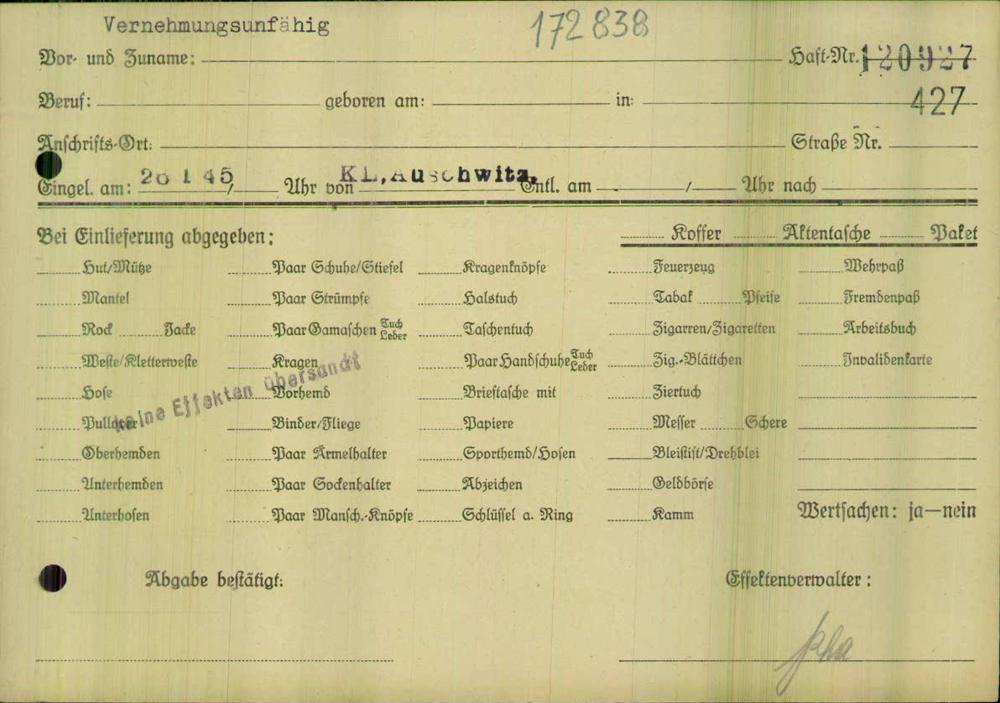 Vernehmungsunfähig
172838
Vor- und Zuname: Haft-Nr. 120927
Beruf: geboren am: in: 427
Anschrifts-Ort: Straße Nr.
Eingel. am: 26 1 45 / Uhr von KL, Auschwitz. Entl. am / Uhr nach
Bei Einlieferung abgegeben: Koffer Aktentasche Paket
Hut/Mütze Paar Schuhe/Stiefel Kragenknöpfe Feuerzeug Wehrpaß
Mantel Paar Strümpfe Halstuch Tabak Pfeife Fremdenpaß
Rock Jacke Paar Gamaschen Tuch Leder Taschentuch Zigarren/Zigaretten Arbeitsbuch
Weste/Kletterweste Kragen Paar Handschuhe Tuch Leder Zig.-Blättchen Invalidenkarte
keine Effekten übersandt
Hose Vorhemd Brieftasche mit Ziertuch
Pullover Binder/Fliege Papiere Messer Schere
Oberhemden Paar Ärmelhalter Sporthemd/Hosen Bleistift/Drehblei
Unterhemden Paar Sockenhalter Abzeichen Geldbörse
Unterhosen Paar Mansch.-Knöpfe Schlüssel a. Ring Kamm Wertsachen: ja—nein
Abgabe bestätigt: Effektenverwalter: